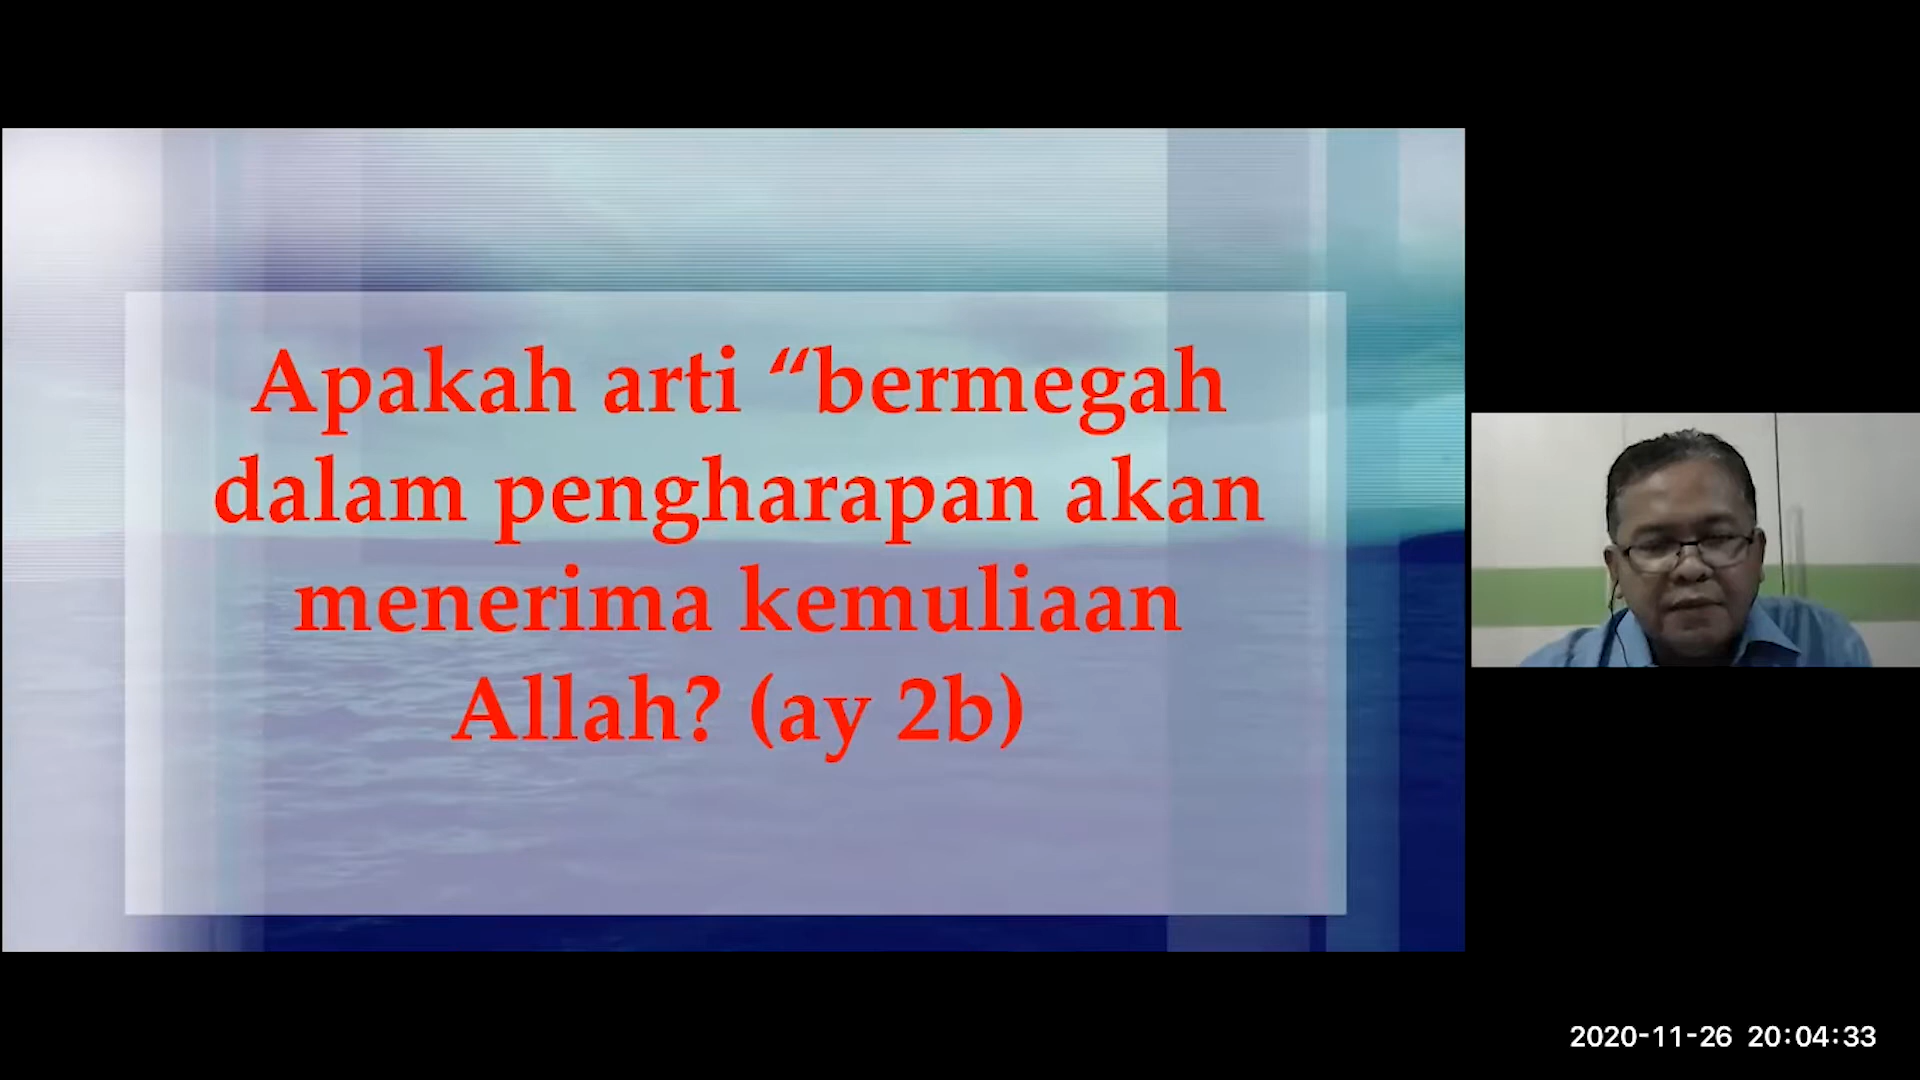 Apakah arti “bermegah
dalam pengharapan akan
menerima kemuliaan
Allah? (ay 2b)
2020-11-26 20:04:33